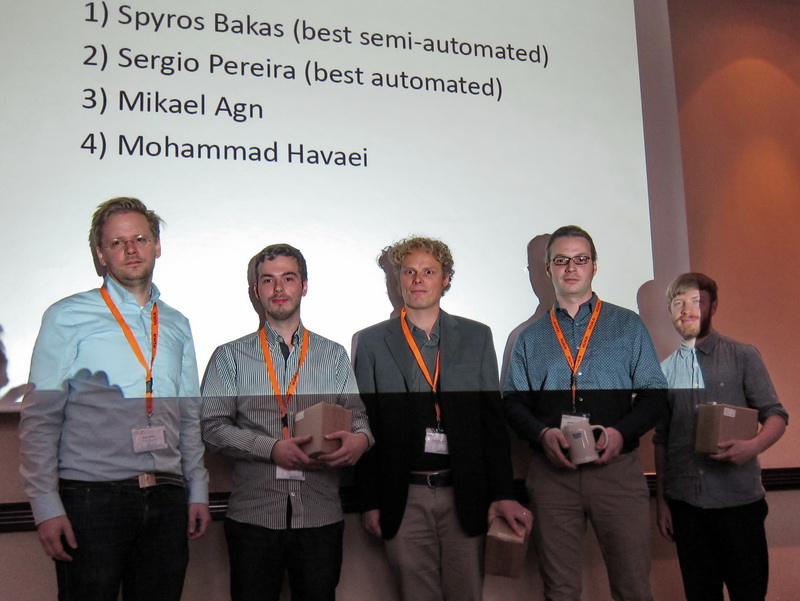 1) Spyros Bakas (best semi-automated)
2) Sergio Pereira (best automated)
3) Mikael Agn
4) Mohammad Havaei